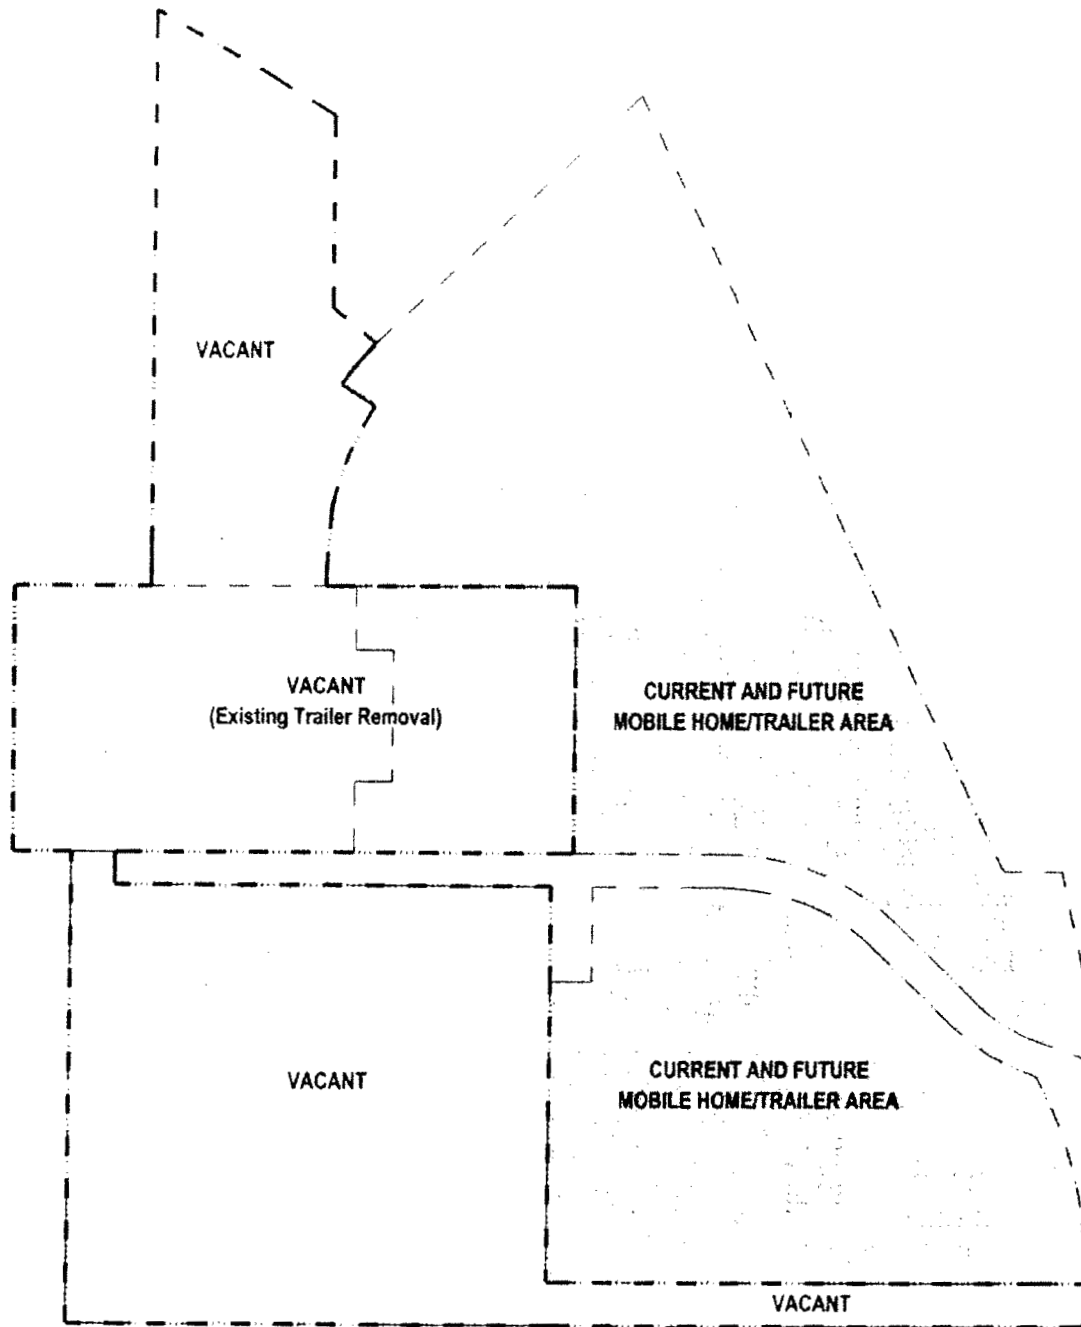 VACANT
VACANT
(Existing Trailer Removal)
CURRENT AND FUTURE
MOBILE HOME/TRAILER AREA
VACANT
CURRENT AND FUTURE
MOBILE HOME/TRAILER AREA
VACANT